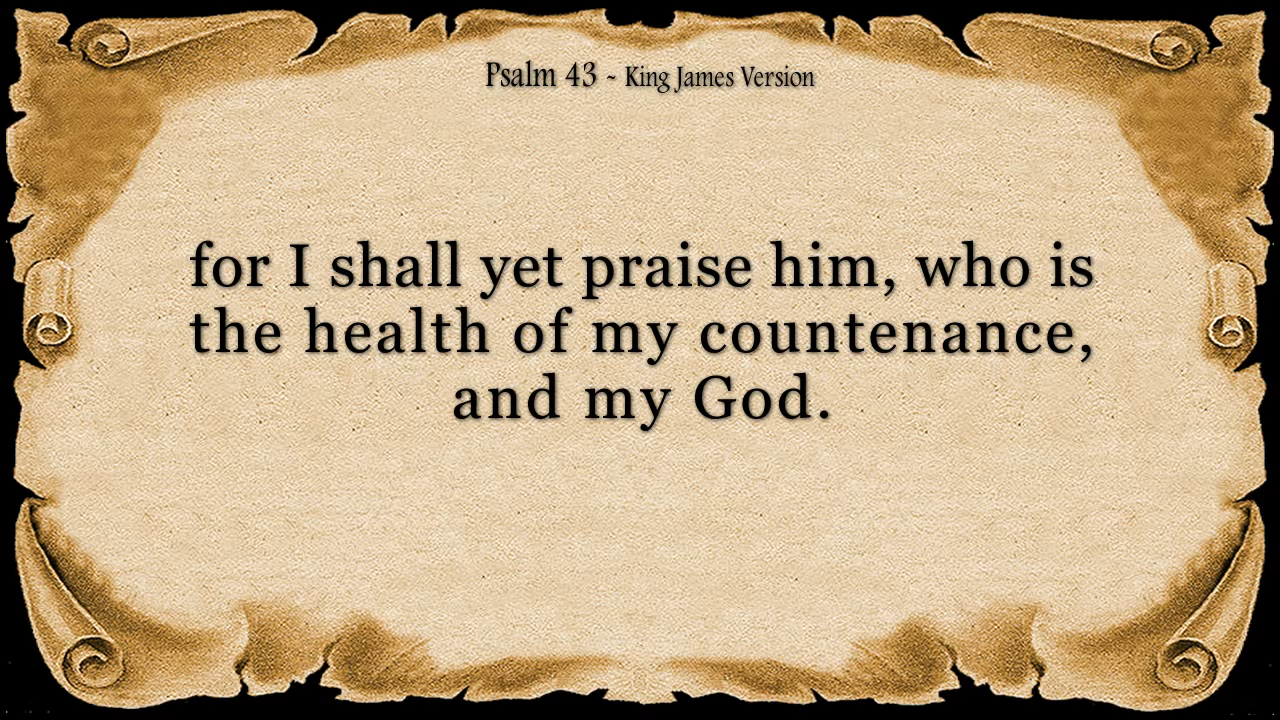 Psalm 43 ~ King James Version
for I shall yet praise him, who is
the health of my countenance,
and my God.